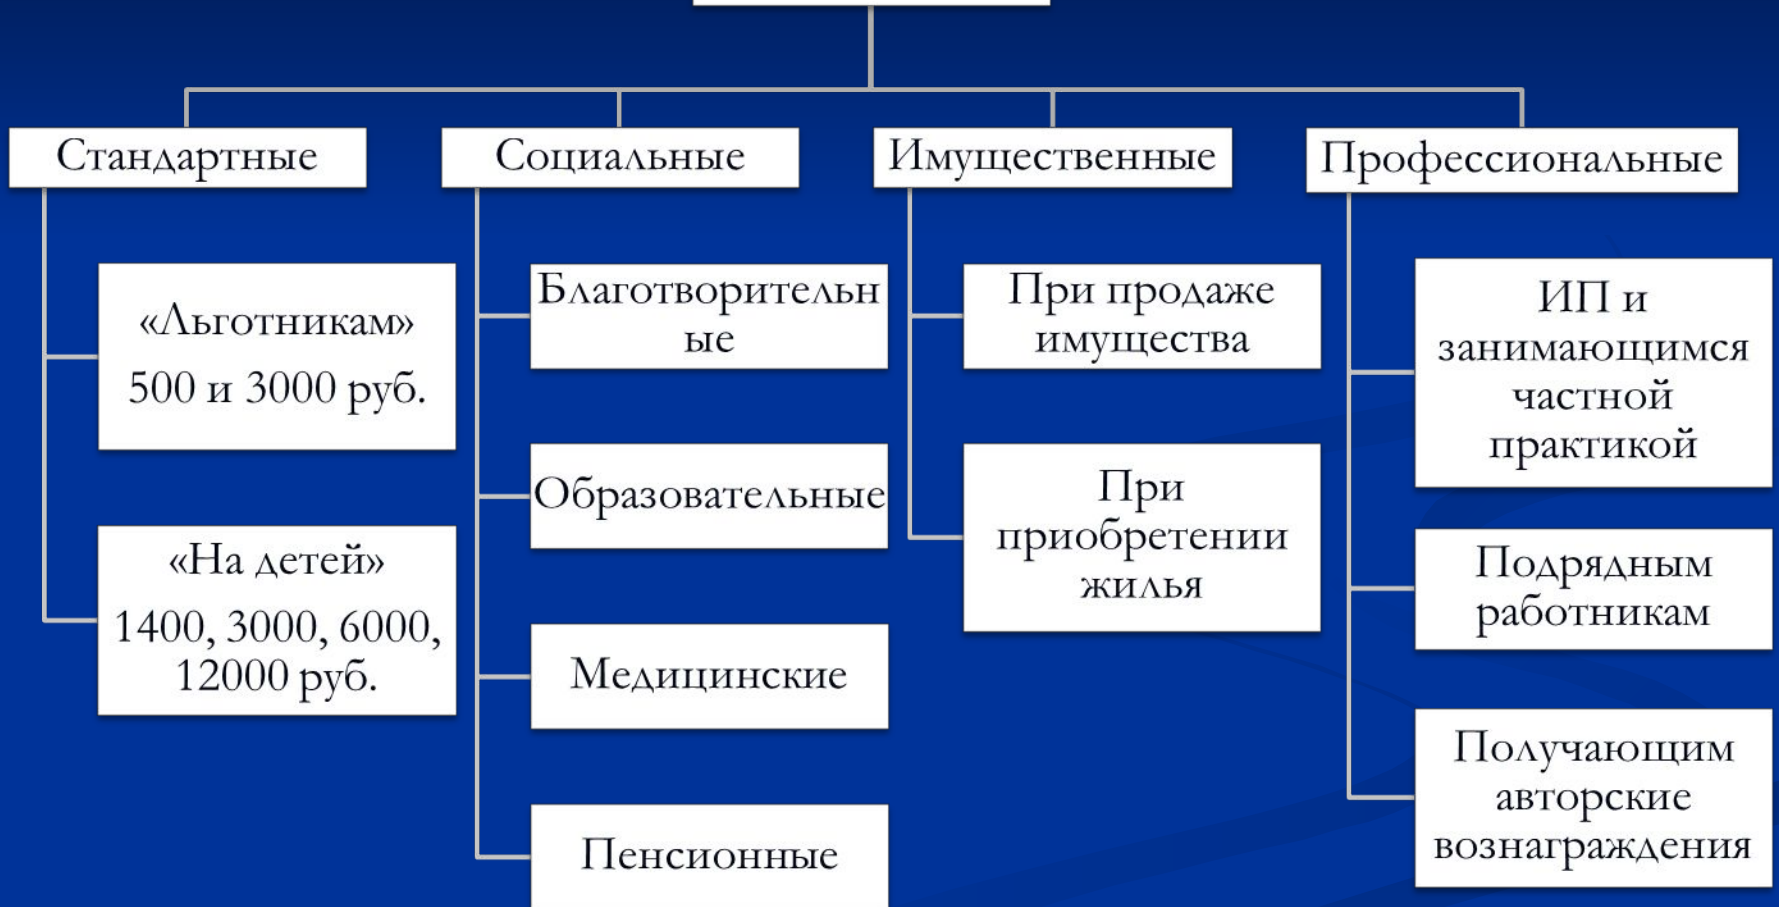 Стандартные
Социальные
Имущественные
Профессиональные
«Льготникам»
500 и 3000 руб.
«На детей»
1400, 3000, 6000,
12000 руб.
Благотворительн
ые
Образовательные
Медицинские
Пенсионные
При продаже
имущества
При
приобретении
жилья
ИП и
занимающимся
частной
практикой
Подрядным
работникам
Получающим
авторские
вознаграждения